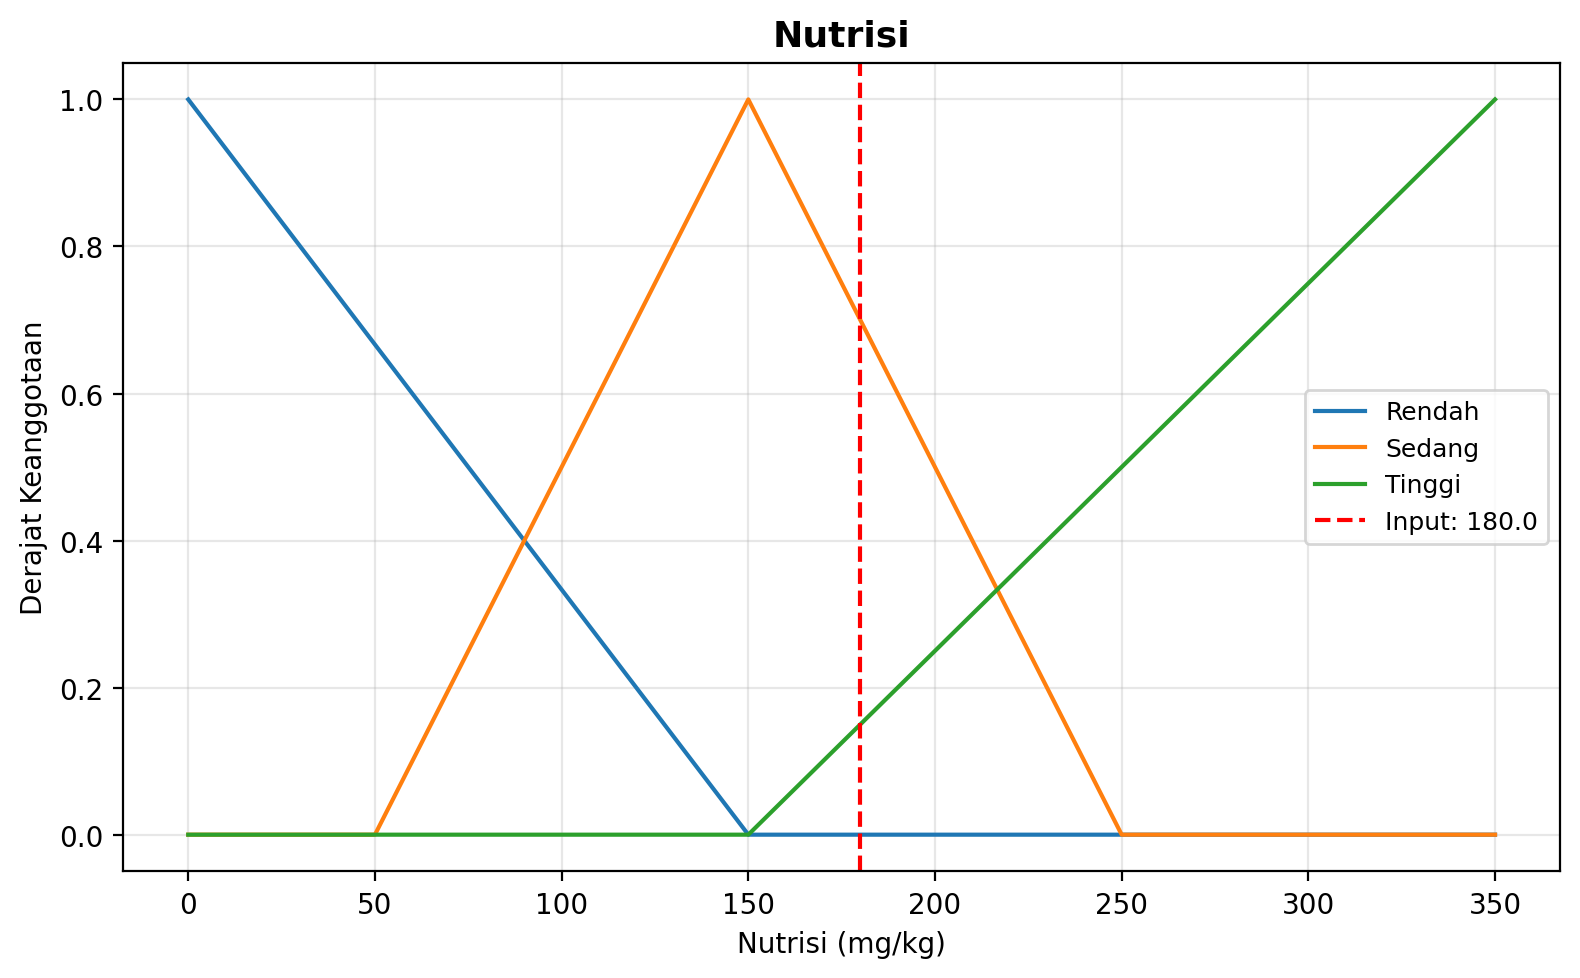 Nutrisi
1.0
0.8
0.6
0.4
0.2
0.0
Derajat Keanggotaan
Rendah
Sedang
Tinggi
Input: 180.0
0 50 100 150 200 250 300 350
Nutrisi (mg/kg)